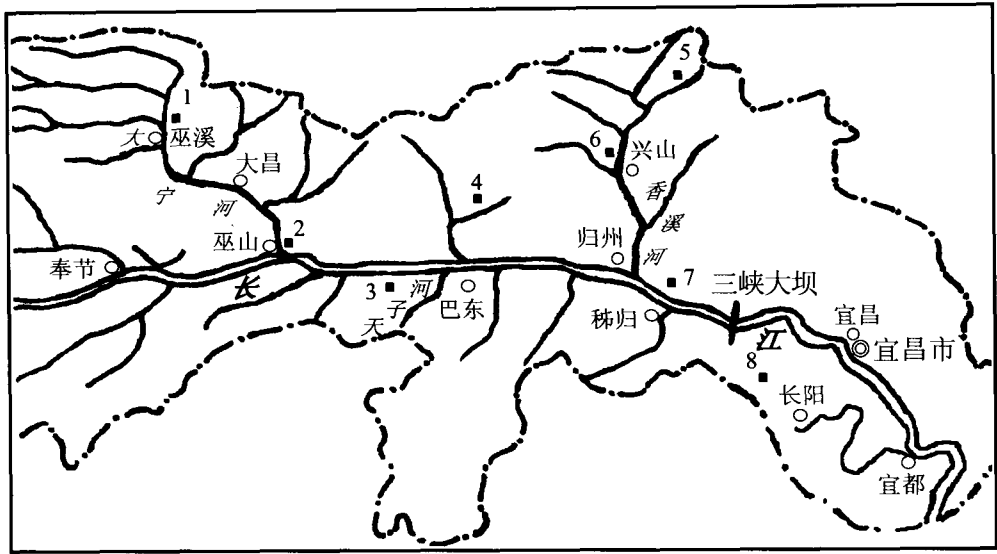 5
1
大
巫溪
6
兴山
大昌
宁
河
4
香
溪
河
2
巫山
归州
奉节
长
3
天
子
河
巴东
7
三峡大坝
秭归
江
宜昌
宜昌市
8
长阳
宜都